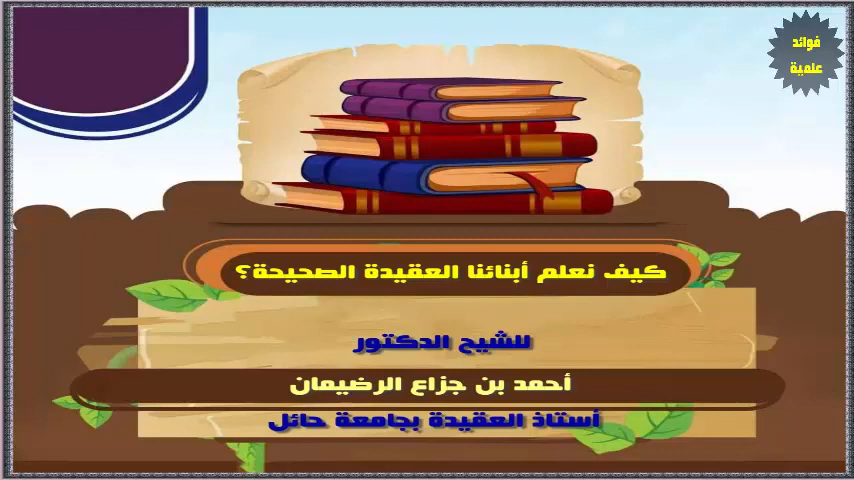 فوائد
علمية
كيف نعلم أبنائنا العقيدة الصحيحة؟
للشيخ الدكتور
أحمد بن جزاع الرضيمان
أستاذ العقيدة بجامعة حائل